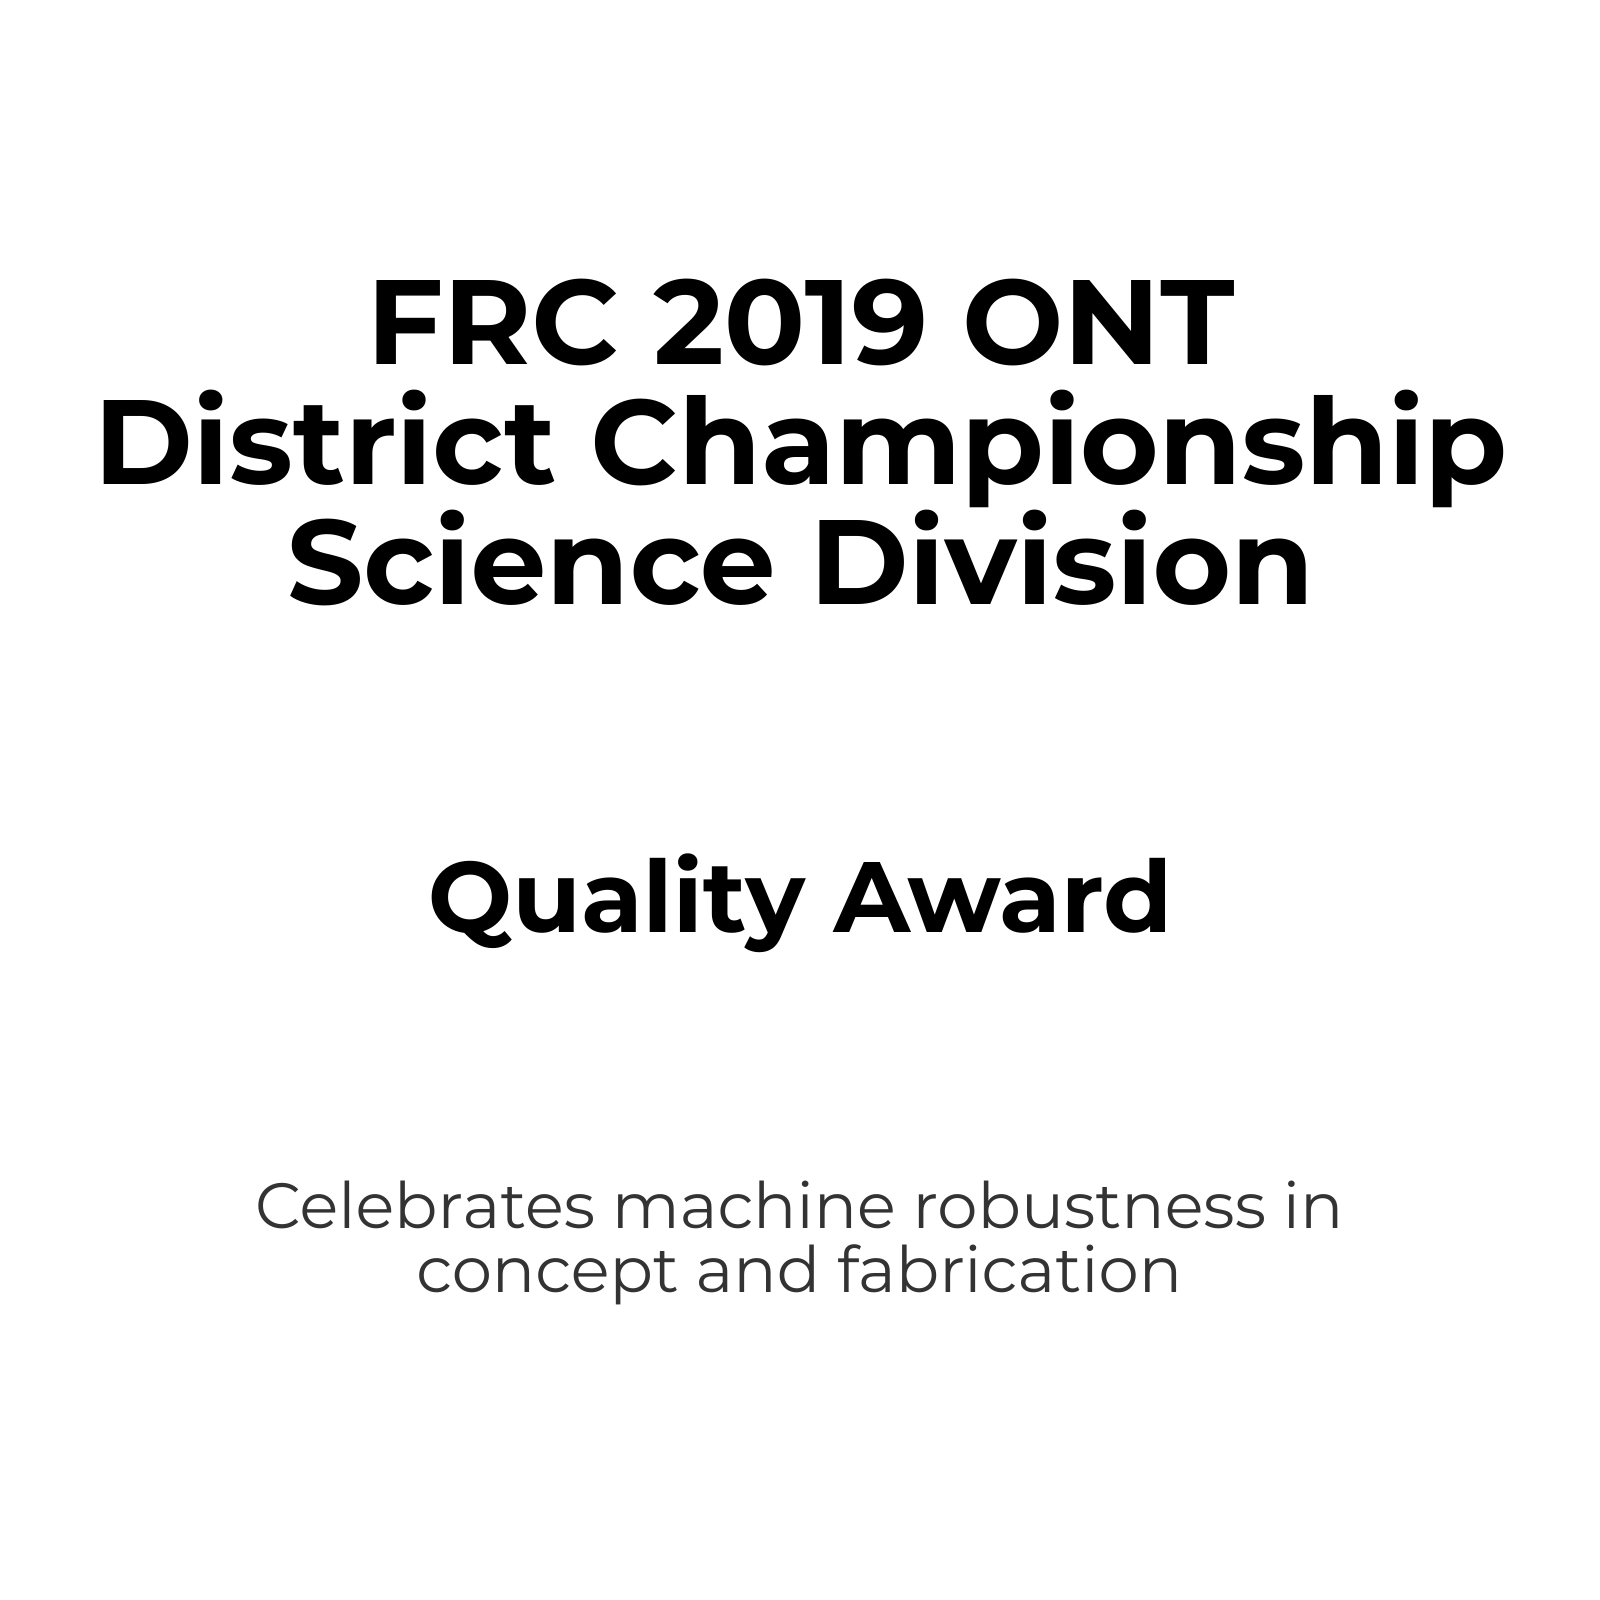 FRC 2019 ONT
District Championship
Science Division
Quality Award
Celebrates machine robustness in
concept and fabrication